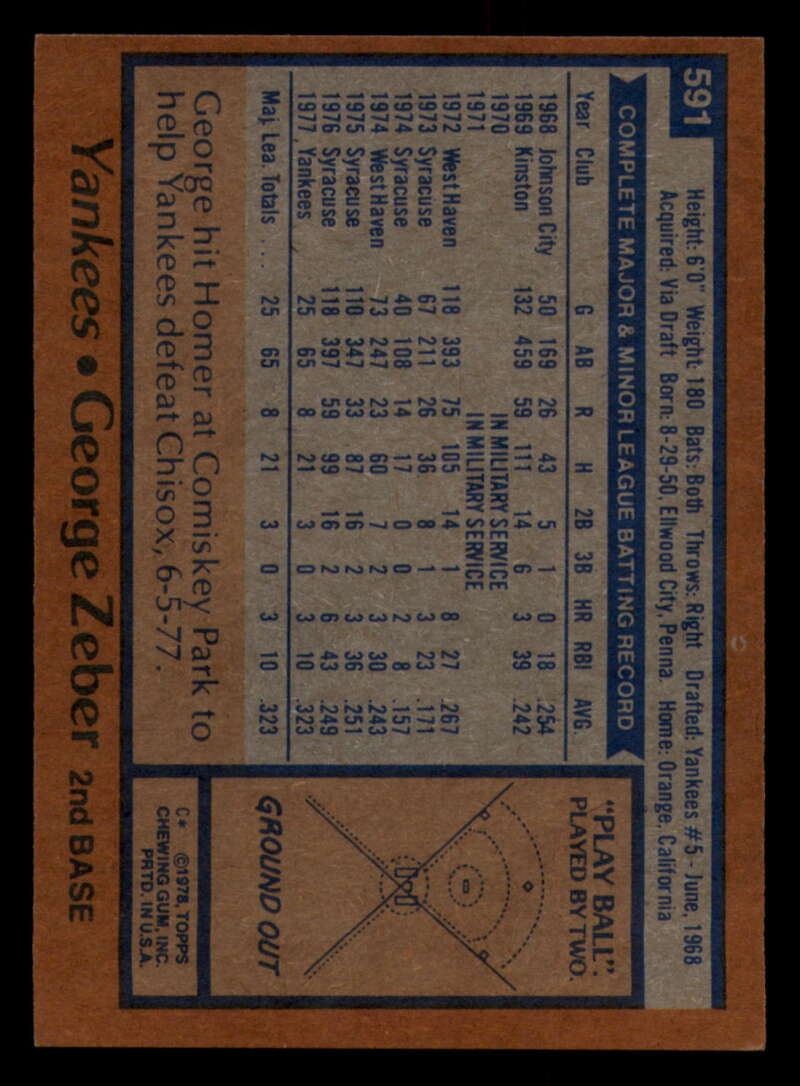 591
Height: 6'0" Weight: 180 Bats: Both Throws: Right Drafted: Yankees #5 - June, 1968
Acquired: Via Draft Born: 8-29-50, Ellwood City, Penna. Home: Orange, California
COMPLETE MAJOR & MINOR LEAGUE BATTING RECORD
Year Club G AB R H 2B 3B HR RBI AVG.
1968 Johnson City 50 169 26 43 5 1 0 18 .254
1969 Kinston 132 459 59 111 14 6 3 39 .242
1970 IN MILITARY SERVICE
1971 IN MILITARY SERVICE
1972 West Haven 118 393 75 105 14 1 8 27 .267
1973 Syracuse 67 211 26 36 8 1 3 23 .171
1974 Syracuse 40 108 14 17 0 0 2 8 .157
1974 West Haven 73 247 23 60 7 2 3 30 .243
1975 Syracuse 110 347 33 87 16 2 3 36 .251
1976 Syracuse 118 397 59 99 16 2 6 43 .249
1977 Yankees 25 65 8 21 3 0 3 10 .323
Maj. Lea. Totals .... 25 65 8 21 3 0 3 10 .323
George hit Homer at Comiskey Park to
help Yankees defeat Chisox, 6-5-77.
"PLAY BALL"
PLAYED BY TWO.
GROUND OUT
C* ©1978, TOPPS
CHEWING GUM, INC.
PRTD. IN U.S.A.
Yankees • George Zeber 2nd BASE